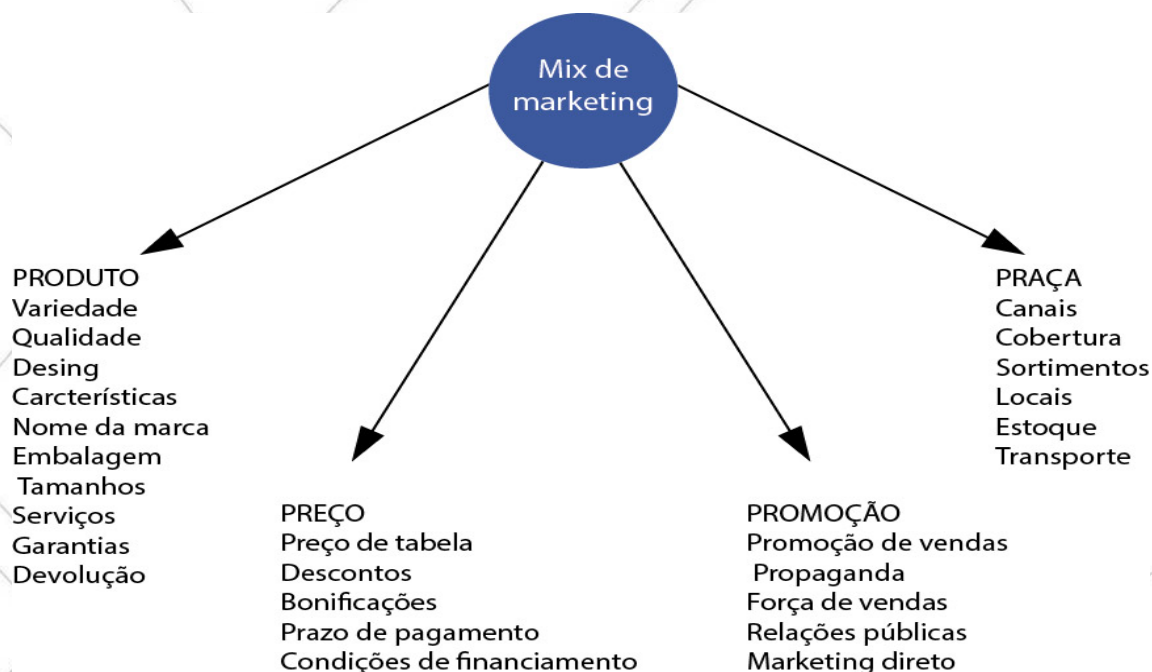 Mix de
marketing
PRODUTO
Variedade
Qualidade
Desing
Carcterísticas
Nome da marca
Embalagem
Tamanhos
Serviços
Garantias
Devolução
PREÇO
Preço de tabela
Descontos
Bonificações
Prazo de pagamento
Condições de financiamento
PROMOÇÃO
Promoção de vendas
Propaganda
Força de vendas
Relações públicas
Marketing direto
PRAÇA
Canais
Cobertura
Sortimentos
Locais
Estoque
Transporte